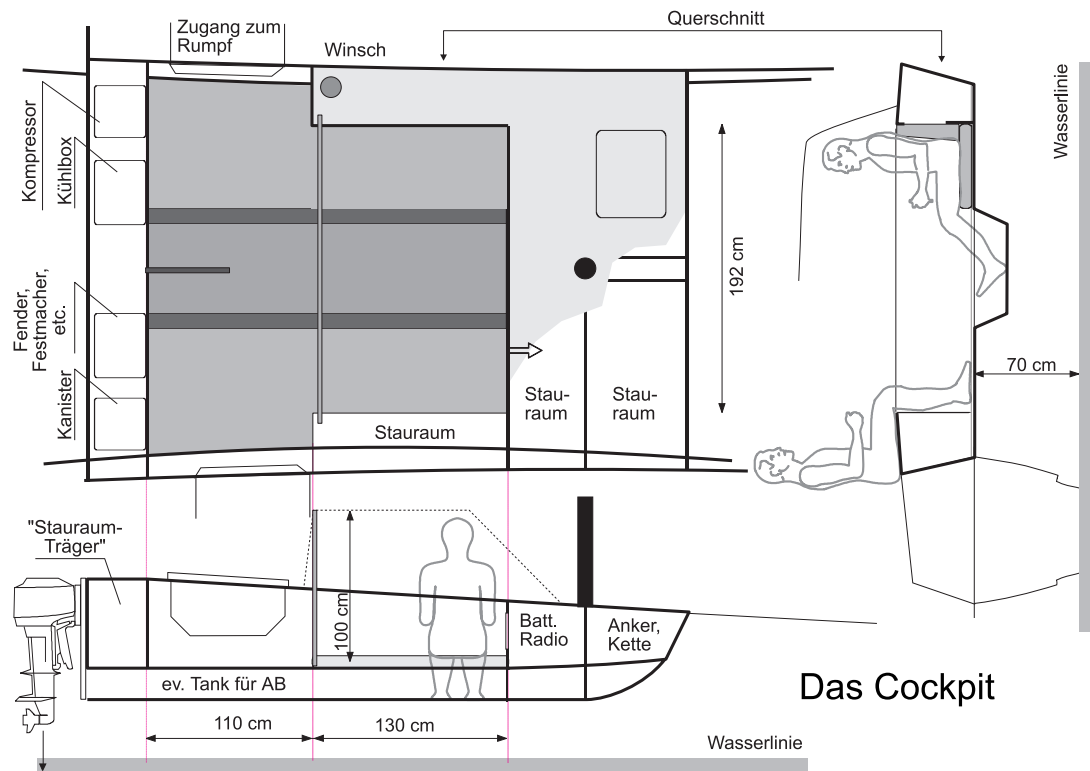 Querschnitt
Zugang zum
Rumpf
Winsch
Wasserlinie
Kompressor
Kühlbox
Fender,
Festmacher,
etc.
Kanister
192 cm
70 cm
Stau-
raum
Stau-
raum
Stauraum
"Stauraum-
Träger"
100 cm
Batt.
Radio
Anker,
Kette
ev. Tank für AB
Das Cockpit
110 cm
130 cm
Wasserlinie